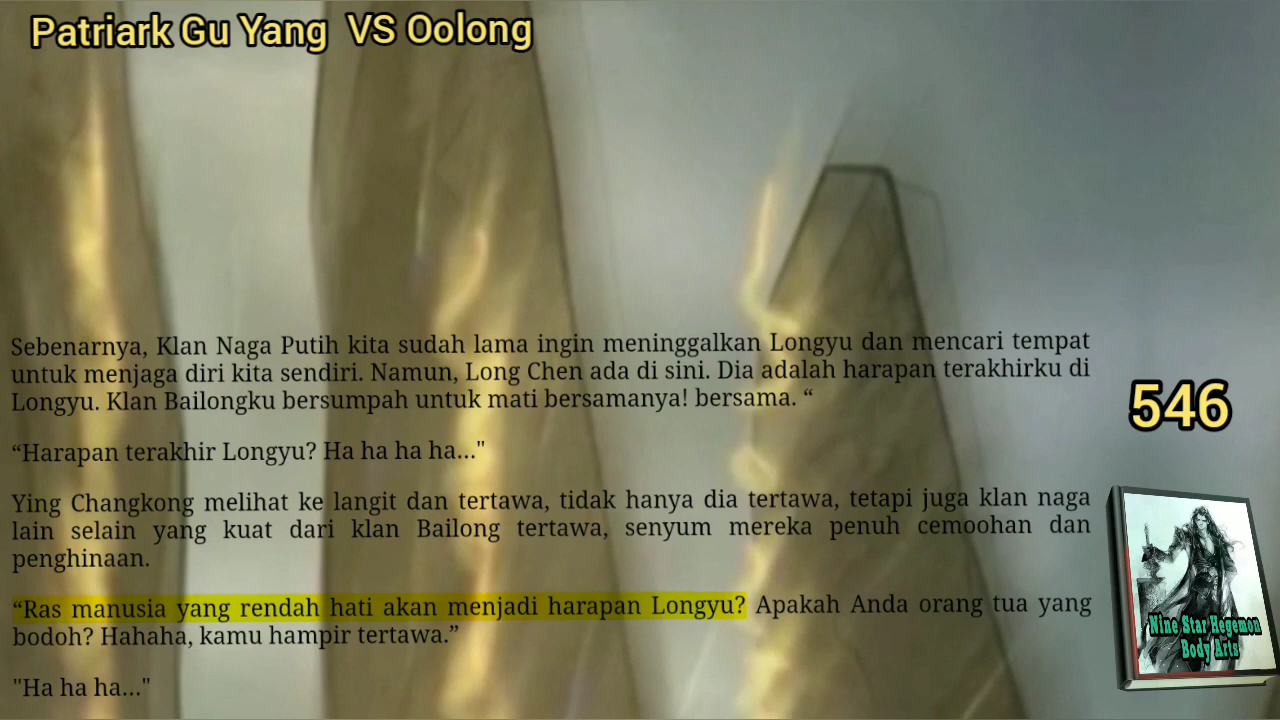 Patriark Gu Yang VS Oolong
Sebenarnya, Klan Naga Putih kita sudah lama ingin meninggalkan Longyu dan mencari tempat
untuk menjaga diri kita sendiri. Namun, Long Chen ada di sini. Dia adalah harapan terakhirku di
Longyu. Klan Bailongku bersumpah untuk mati bersamanya! bersama. “
“Harapan terakhir Longyu? Ha ha ha ha..."
Ying Changkong melihat ke langit dan tertawa, tidak hanya dia tertawa, tetapi juga klan naga
lain selain yang kuat dari klan Bailong tertawa, senyum mereka penuh cemoohan dan
penghinaan.
“Ras manusia yang rendah hati akan menjadi harapan Longyu? Apakah Anda orang tua yang
bodoh? Hahaha, kamu hampir tertawa.”
"Ha ha ha..."
546
Nine Star Hegemon
Body Arts